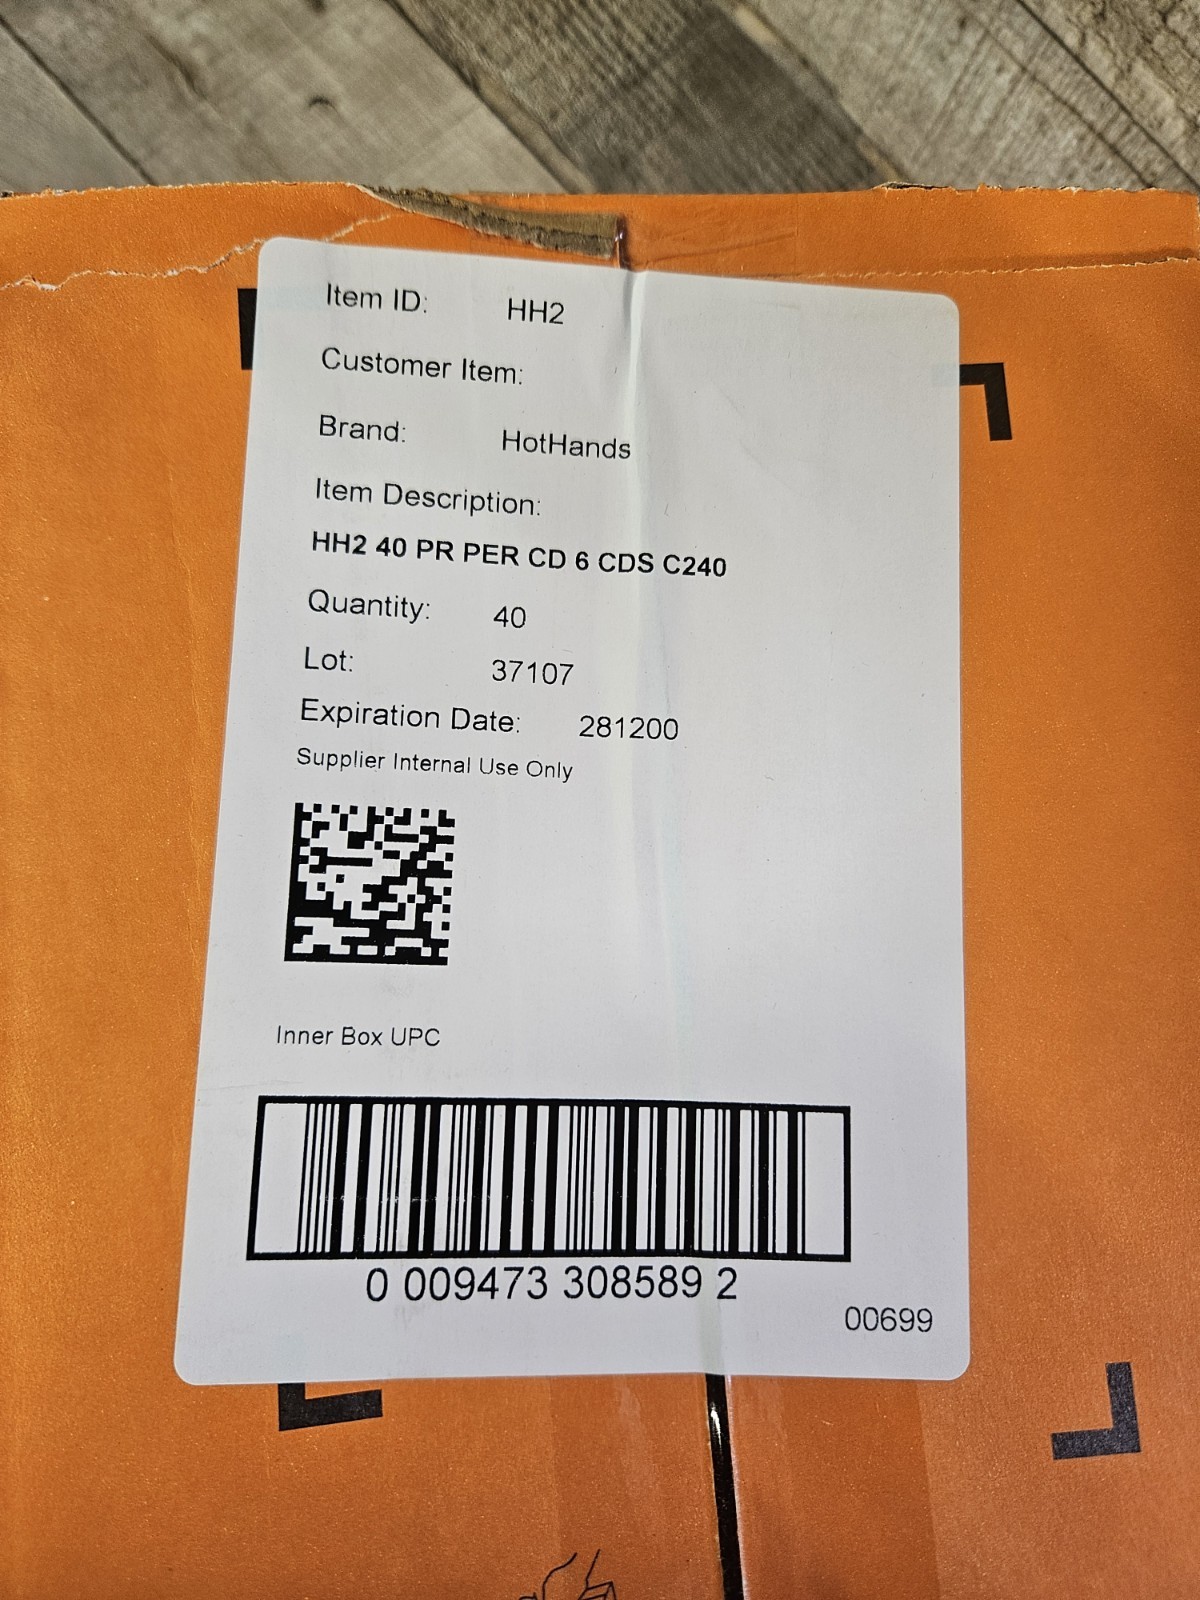 Item ID: HH2
Customer Item:
Brand: HotHands
Item Description:
HH2 40 PR PER CD 6 CDS C240
Quantity: 40
Lot: 37107
Expiration Date: 281200
Supplier Internal Use Only
Inner Box UPC
0 009473 308589 2
00699